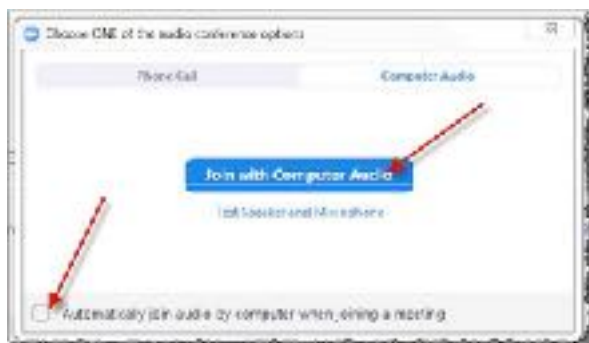 Choose ONE of the audio conference options
Phone Call
Computer Audio
Join with Computer Audio
Test Speaker and Microphone
Automatically join audio by computer when joining a meeting